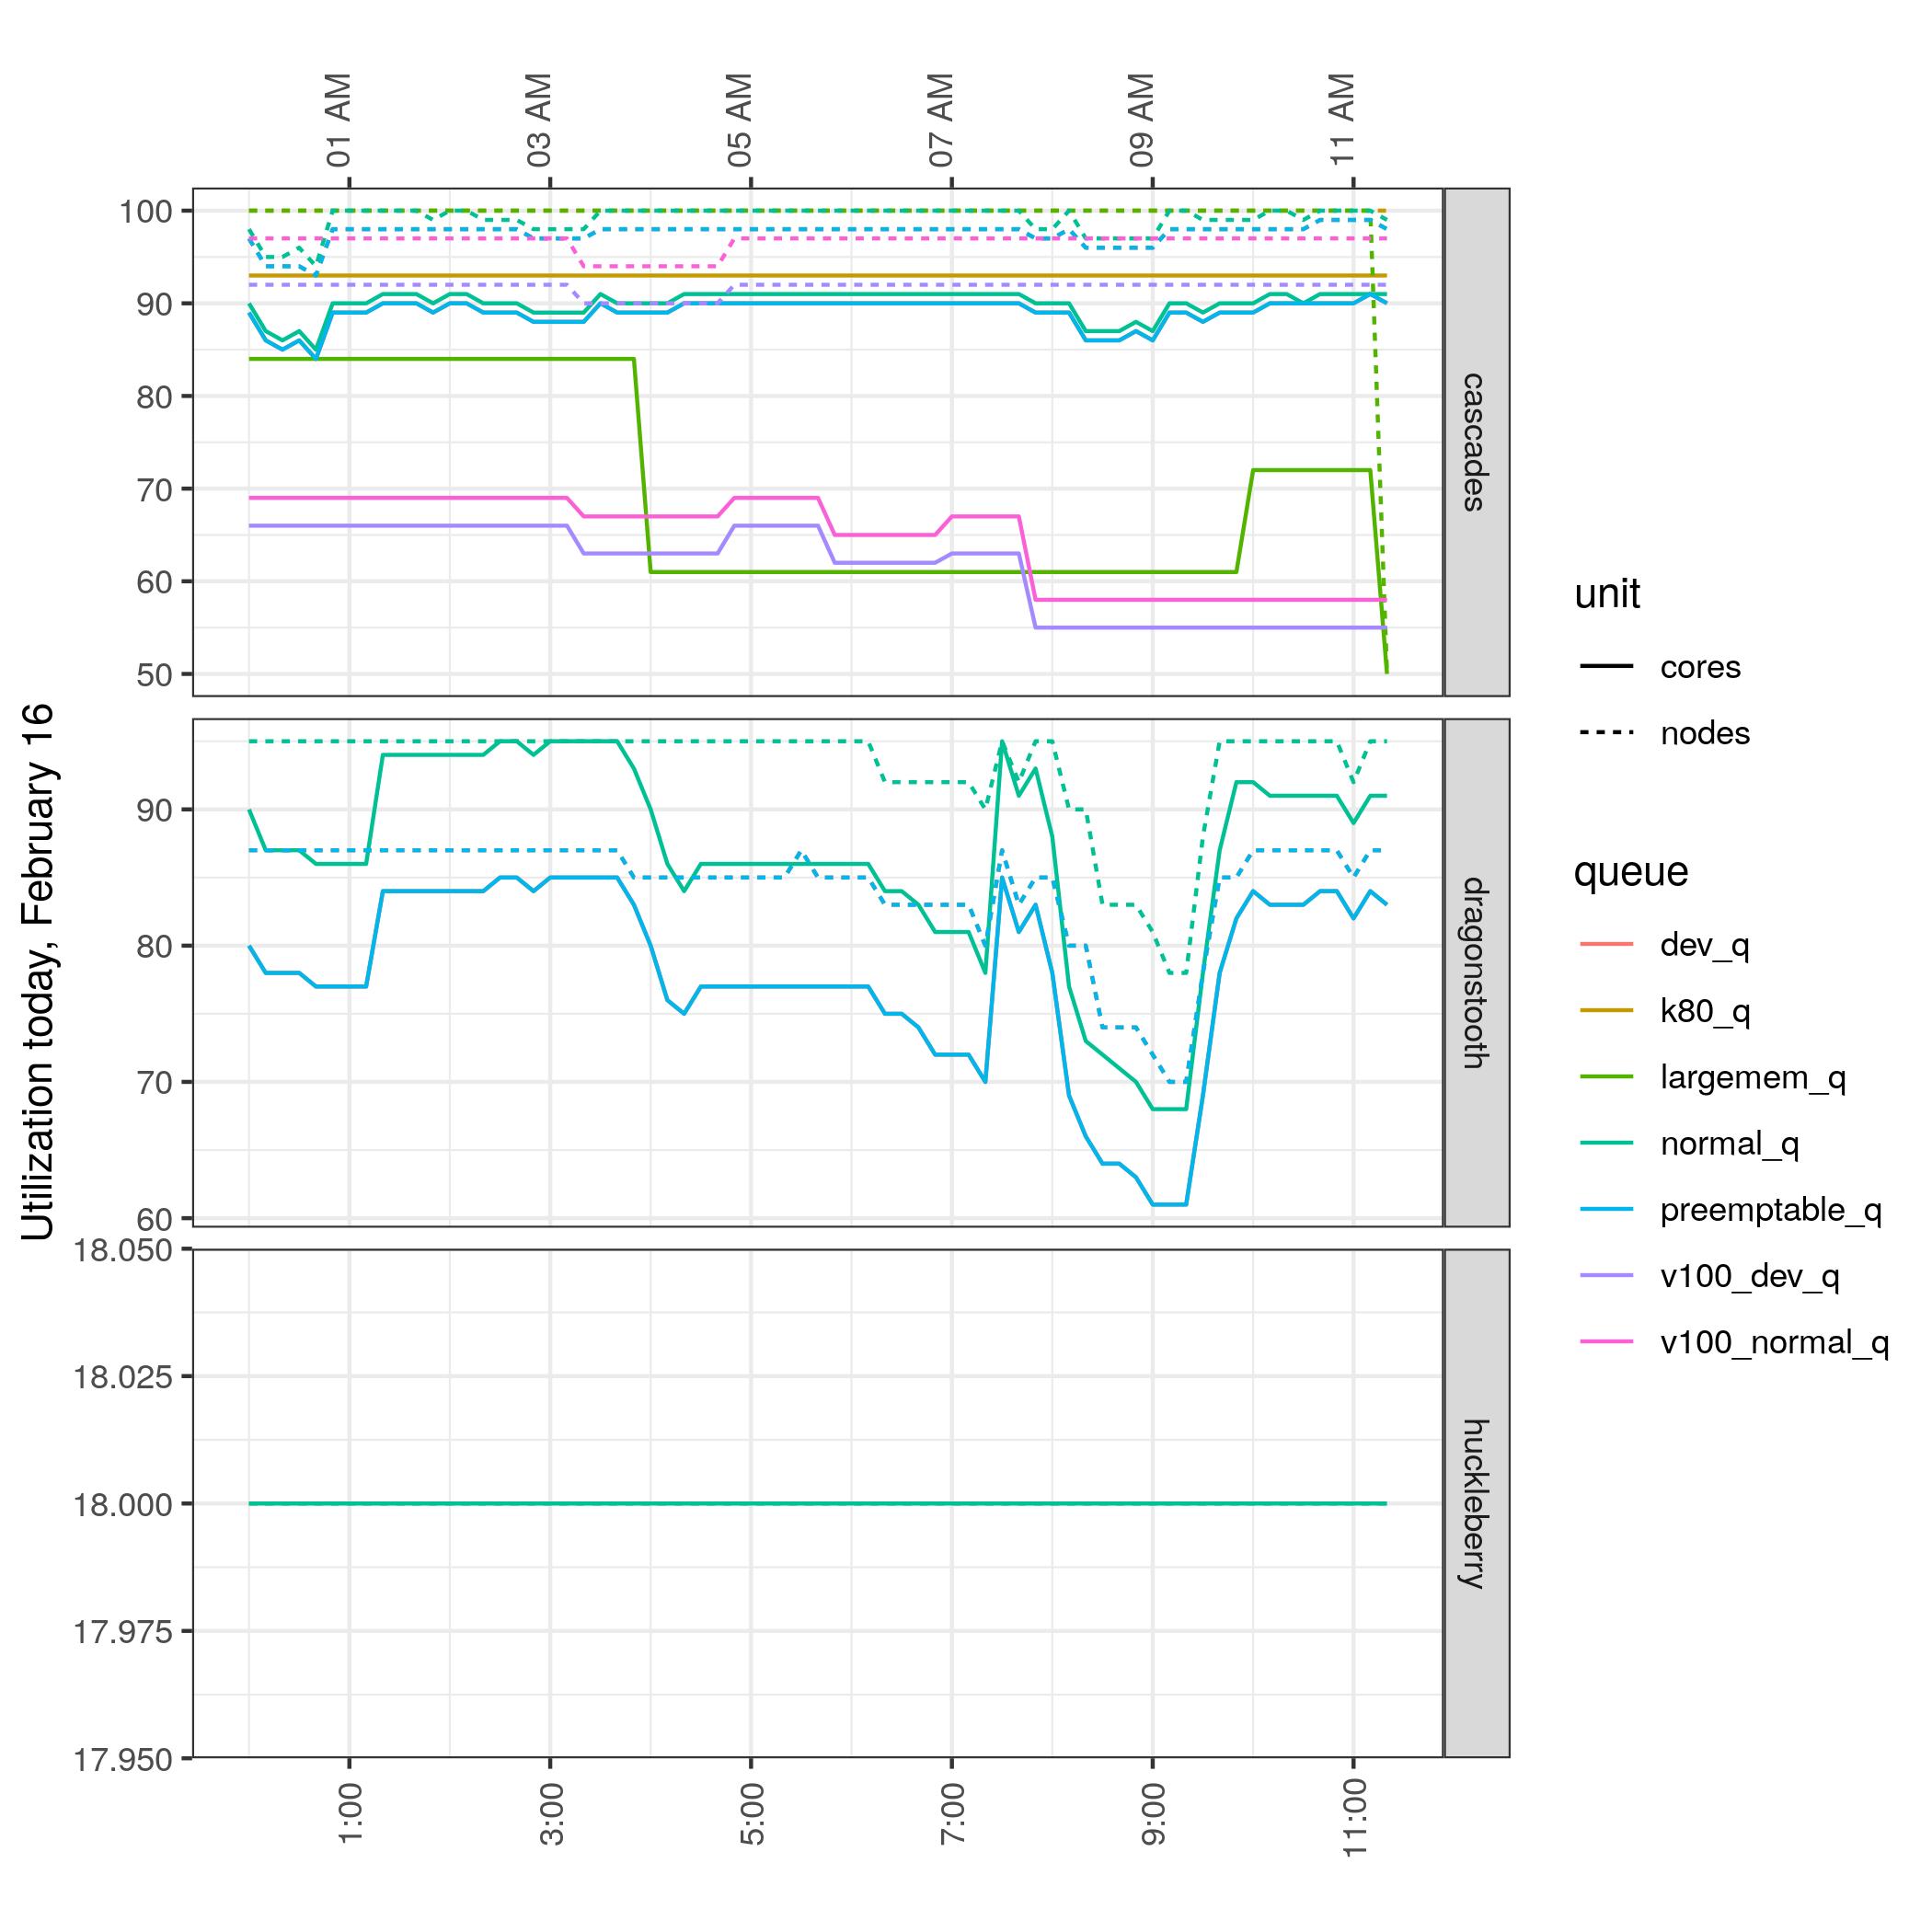 01 AM
03 AM
05 AM
07 AM
09 AM
11 AM
100
90
80
70
60
50
cascades
90
80
70
60
dragonstooth
18.050
18.025
18.000
17.975
17.950
huckleberry
1:00
3:00
5:00
7:00
9:00
11:00
Utilization today, February 16
unit
cores
nodes
queue
dev_q
k80_q
largemem_q
normal_q
preemptable_q
v100_dev_q
v100_normal_q